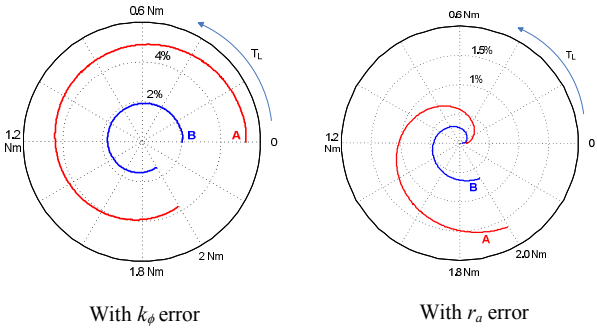 0.6 Nm
T_L
4%
2%
B
A
0
1.2
Nm
2 Nm
1.8 Nm
With k_ϕ error
0.6 Nm
T_L
1.5%
1%
0
1.2
Nm
B
A
2.0 Nm
1.8 Nm
With r_a error